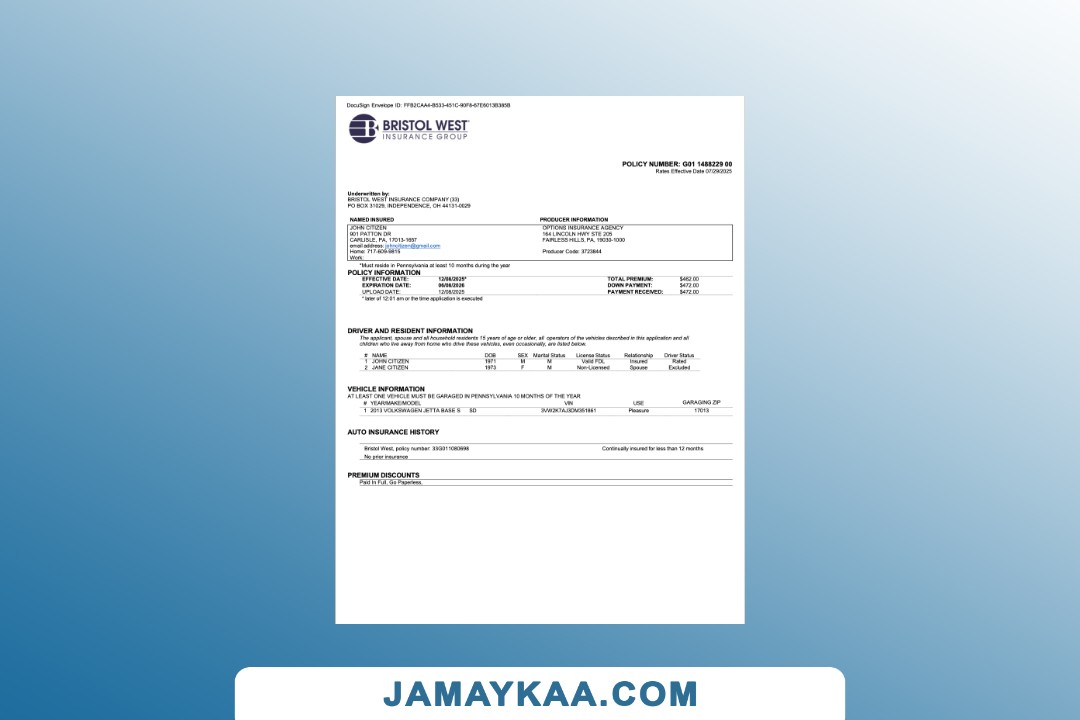 DocuSign Envelope ID: FFB2CAA4-B533-451C-90F8-67E6013B385B
BRISTOL WEST
INSURANCE GROUP
POLICY NUMBER: G01 1488229 00
Rates Effective Date 07/29/2025
Underwritten by:
BRISTOL WEST INSURANCE COMPANY (33)
PO BOX 31029, INDEPENDENCE, OH 44131-0029
NAMED INSURED PRODUCER INFORMATION
JOHN CITIZEN OPTIONS INSURANCE AGENCY
901 PATTON DR 164 LINCOLN HWY STE 205
CARLISLE, PA, 17013-1657 FAIRLESS HILLS, PA, 19030-1000
email address: johncitizen@gmail.com
Home: 717-609-9815 Producer Code: 3723844
Work:
*Must reside in Pennsylvania at least 10 months during the year
POLICY INFORMATION
EFFECTIVE DATE: 12/06/2025* TOTAL PREMIUM: $462.00
EXPIRATION DATE: 06/06/2026 DOWN PAYMENT: $472.00
UPLOAD DATE: 12/06/2025 PAYMENT RECEIVED: $472.00
* later of 12:01 am or the time application is executed
DRIVER AND RESIDENT INFORMATION
The applicant, spouse and all household residents 15 years of age or older, all operators of the vehicles described in this application and all
children who live away from home who drive these vehicles, even occasionally, are listed below.
# NAME DOB SEX Marital Status License Status Relationship Driver Status
1 JOHN CITIZEN 1971 M M Valid FDL Insured Rated
2 JANE CITIZEN 1973 F M Non-Licensed Spouse Excluded
VEHICLE INFORMATION
AT LEAST ONE VEHICLE MUST BE GARAGED IN PENNSYLVANIA 10 MONTHS OF THE YEAR
# YEAR/MAKE/MODEL VIN USE GARAGING ZIP
1 2013 VOLKSWAGEN JETTA BASE S SD 3VW2K7AJ3DM351861 Pleasure 17013
AUTO INSURANCE HISTORY
Bristol West, policy number: 33G011080698 Continually insured for less than 12 months
No prior insurance
PREMIUM DISCOUNTS
Paid In Full, Go Paperless,
JAMAYKAA.COM